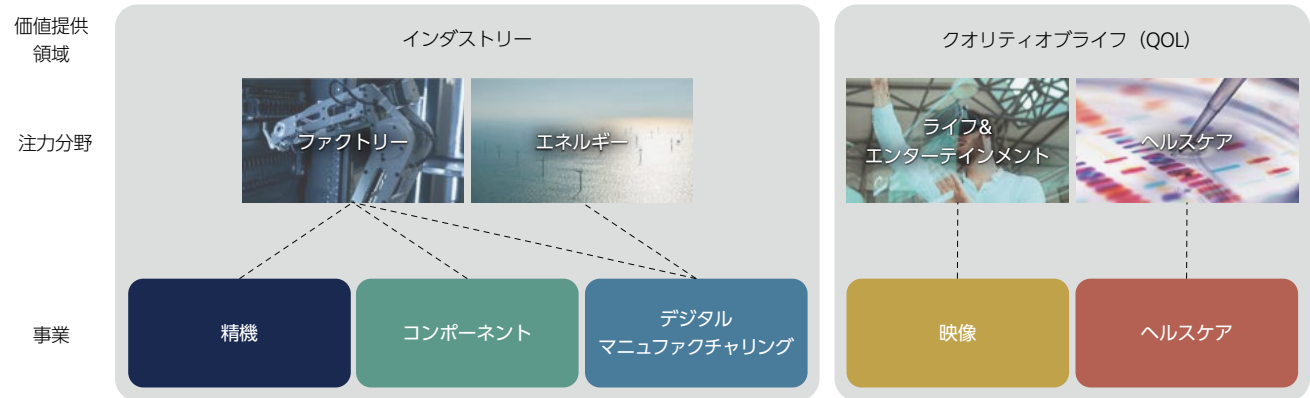 価値提供
領域
インダストリー
クオリティオブライフ（QOL）
注力分野
ファクトリー
エネルギー
ライフ&
エンターテインメント
ヘルスケア
事業
精機
コンポーネント
デジタル
マニュファクチャリング
映像
ヘルスケア